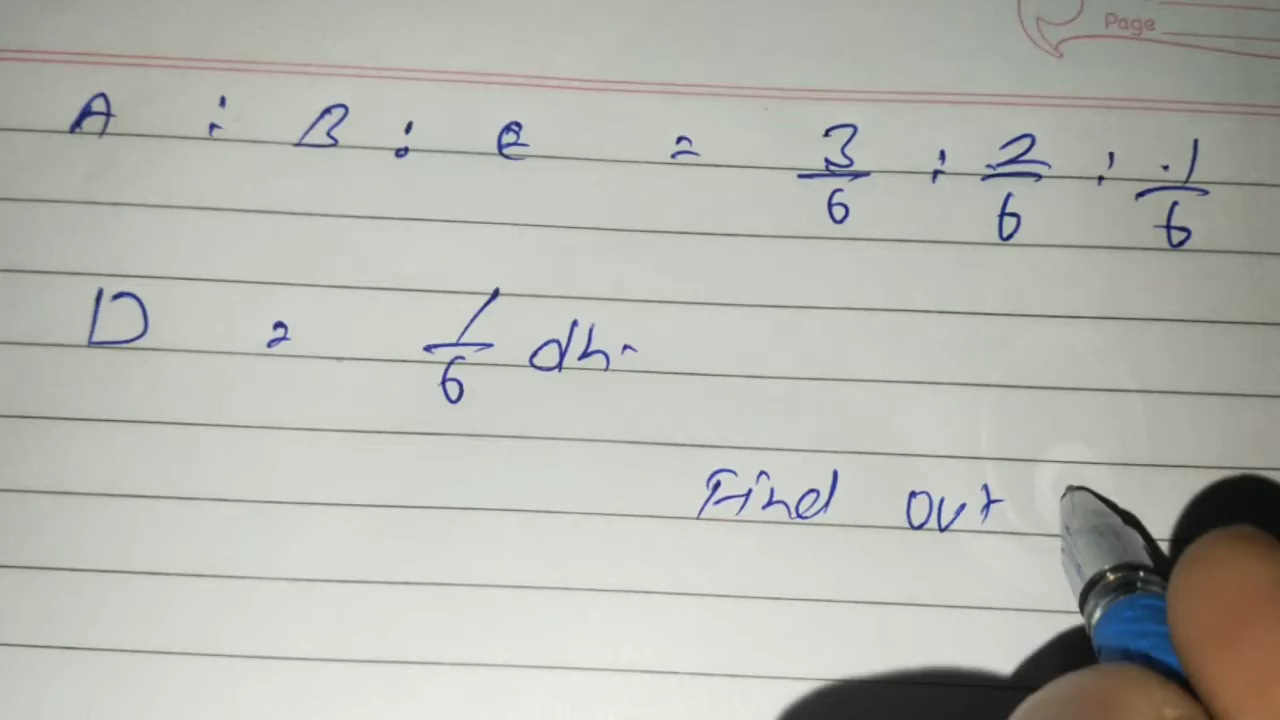 Page
A : B : C = 3/6 : 2/6 : 1/6
D = 1/6 dh.
Find out